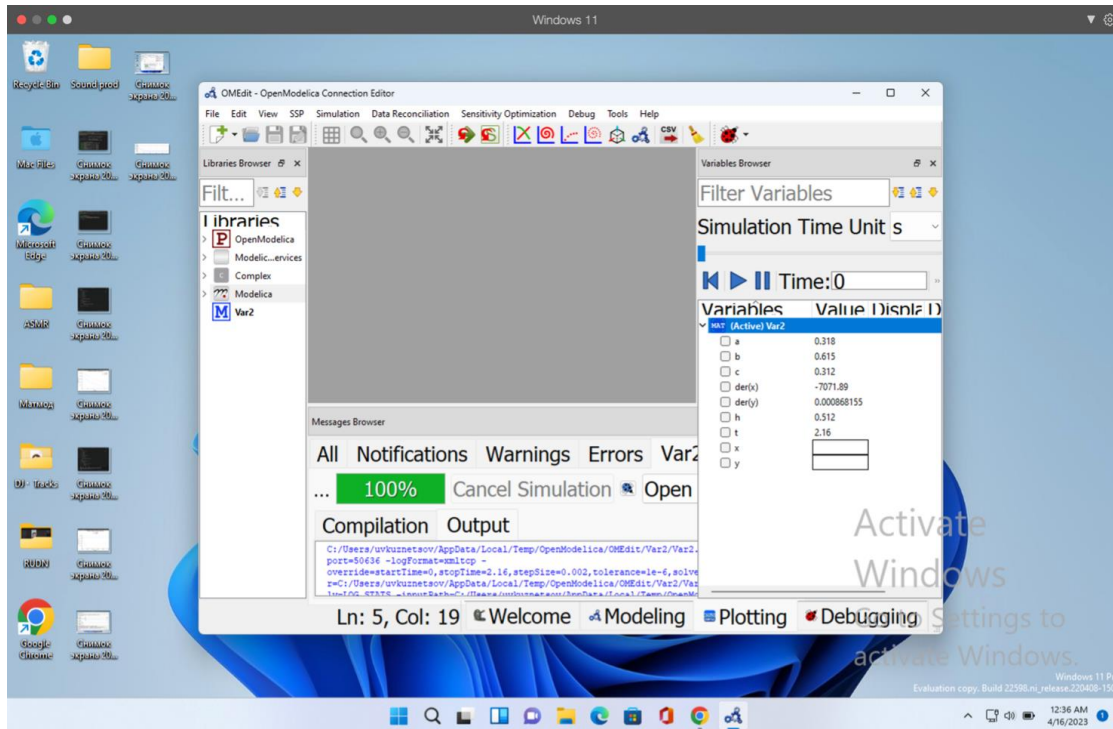 Windows 11
Recycle Bin
Sound prod
Снимок экрана 20...
Mac Files
Снимок экрана 20...
Снимок экрана 20...
Microsoft Edge
Снимок экрана 20...
ASMR
Снимок экрана 20...
Снимок экрана 20...
DJ - Tracks
Снимок экрана 20...
RUDN
Снимок экрана 20...
Google Chrome
Снимок экрана 20...
OMEdit - OpenModelica Connection Editor
File Edit View SSP Simulation Data Reconciliation Sensitivity Optimization Debug Tools Help
CSV
Libraries Browser
Filt...
Libraries
P OpenModelica
Modelic...ervices
C Complex
Modelica
M Var2
Messages Browser
All Notifications Warnings Errors Var2
... 100% Cancel Simulation Open
Compilation Output
C:/Users/uvkuznetsov/AppData/Local/Temp/OpenModelica/OMEdit/Var2/Var2.
port=50636 -logFormat=xmltcp -
override=startTime=0,stopTime=2.16,stepSize=0.002,tolerance=1e-6,solve
r=C:/Users/uvkuznetsov/AppData/Local/Temp/OpenModelica/OMEdit/Var2/Var
Variables Browser
Filter Variables
Simulation Time Unit s
Time: 0
Variables Value Displa D
MAT (Active) Var2
a 0.318
b 0.615
c 0.312
der(x) -7071.89
der(y) 0.000868155
h 0.512
t 2.16
x
y
Ln: 5, Col: 19 Welcome Modeling Plotting Debugging
Activate Windows
Go to Settings to activate Windows.
Windows 11 P
Evaluation copy. Build 22598.ni_release.220408-15
12:36 AM
4/16/2023
1